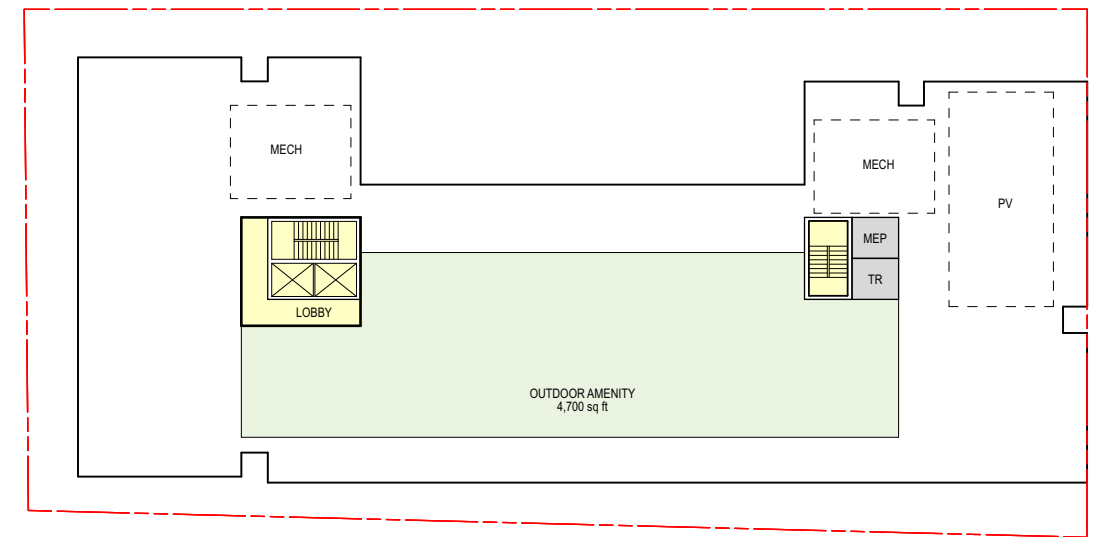 MECH
MECH
PV
MEP
TR
LOBBY
OUTDOOR AMENITY
4,700 sq ft